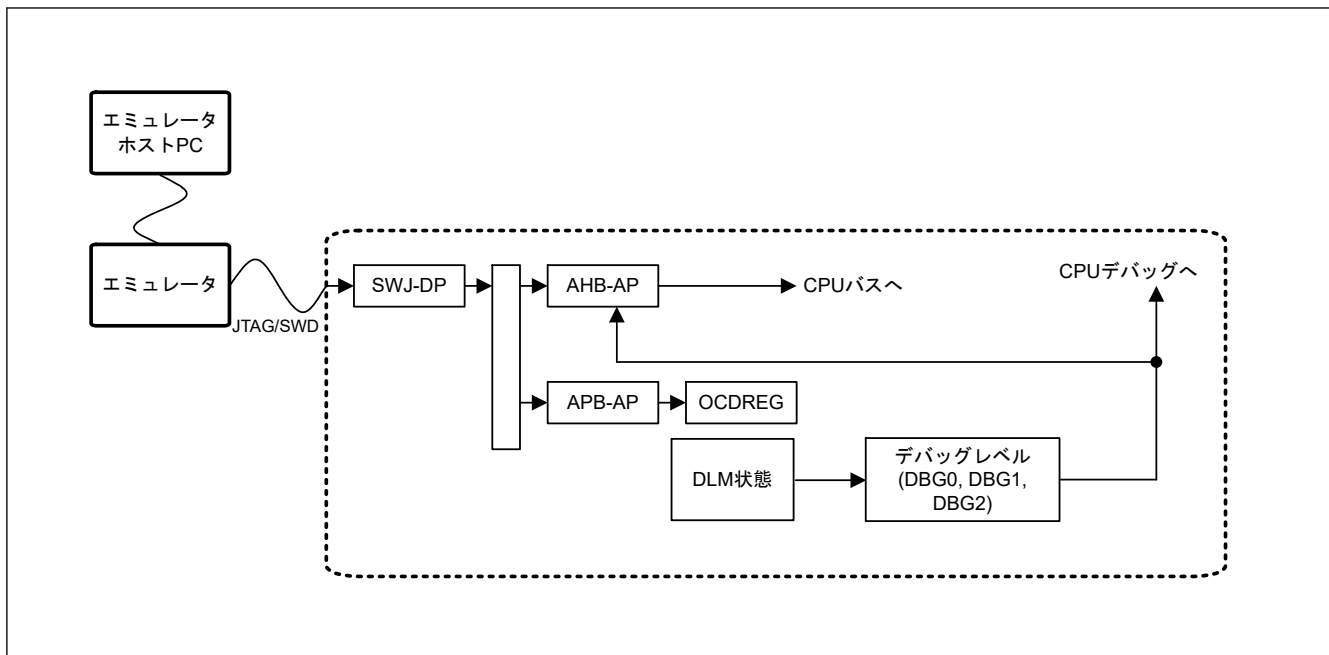 エミュレータ
ホストPC
エミュレータ
JTAG/SWD
SWJ-DP
AHB-AP
CPUバスへ
CPUデバッグへ
APB-AP
OCDREG
DLM状態
デバッグレベル
(DBG0, DBG1,
DBG2)